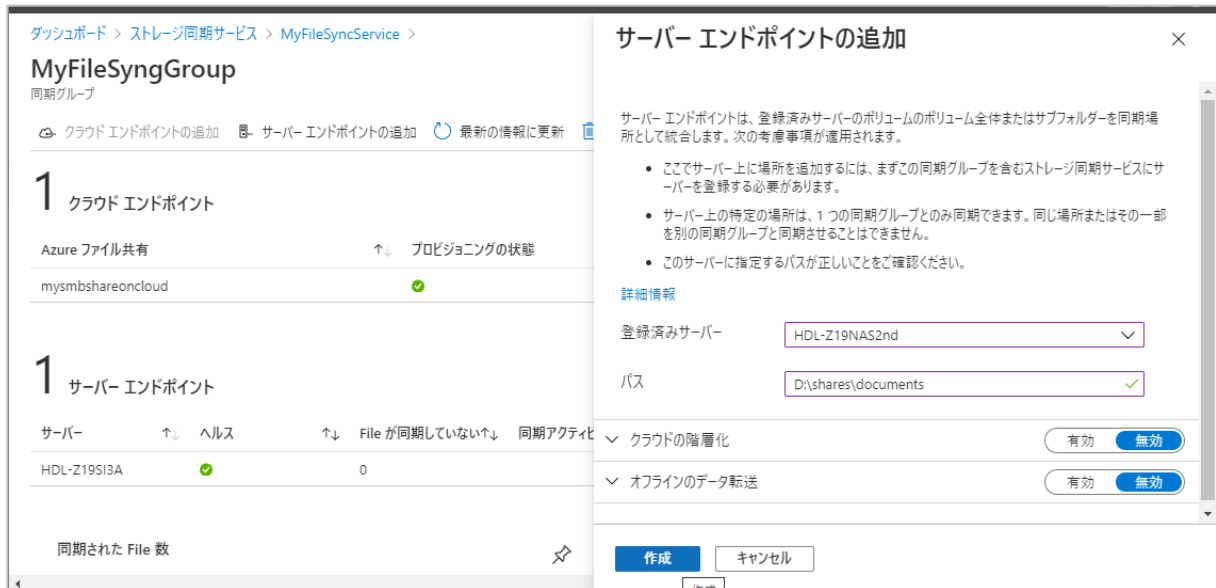 ダッシュボード > ストレージ同期サービス > MyFileSyncService >
MyFileSyngGroup
同期グループ
クラウド エンドポイントの追加 サーバー エンドポイントの追加 最新の情報に更新
1 クラウド エンドポイント
Azure ファイル共有 ↑↓ プロビジョニングの状態
mysmbshareoncloud
1 サーバー エンドポイント
サーバー ↑↓ ヘルス ↑↓ File が同期していない↑↓ 同期アクティビ
HDL-Z19SI3A 0
同期された File 数
サーバー エンドポイントの追加
サーバー エンドポイントは、登録済みサーバーのボリュームのボリューム全体またはサブフォルダーを同期場
所として統合します。次の考慮事項が適用されます。
• ここでサーバー上に場所を追加するには、まずこの同期グループを含むストレージ同期サービスにサ
ーバーを登録する必要があります。
• サーバー上の特定の場所は、1 つの同期グループとのみ同期できます。同じ場所またはその一部
を別の同期グループと同期させることはできません。
• このサーバーに指定するパスが正しいことをご確認ください。
詳細情報
登録済みサーバー HDL-Z19NAS2nd
パス D:\shares\documents
クラウドの階層化 有効 無効
オフラインのデータ転送 有効 無効
作成 キャンセル